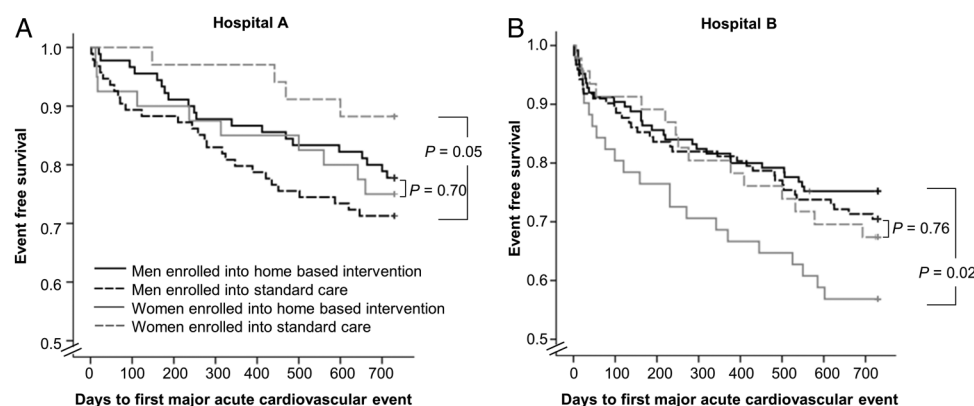 A
Hospital A
Event free survival
1.0
0.9
0.8
0.7
0.6
0.5
P = 0.05
P = 0.70
Men enrolled into home based intervention
Men enrolled into standard care
Women enrolled into home based intervention
Women enrolled into standard care
0 100 200 300 400 500 600 700
Days to first major acute cardiovascular event
B
Hospital B
Event free survival
1.0
0.9
0.8
0.7
0.6
0.5
P = 0.76
P = 0.02
0 100 200 300 400 500 600 700
Days to first major acute cardiovascular event